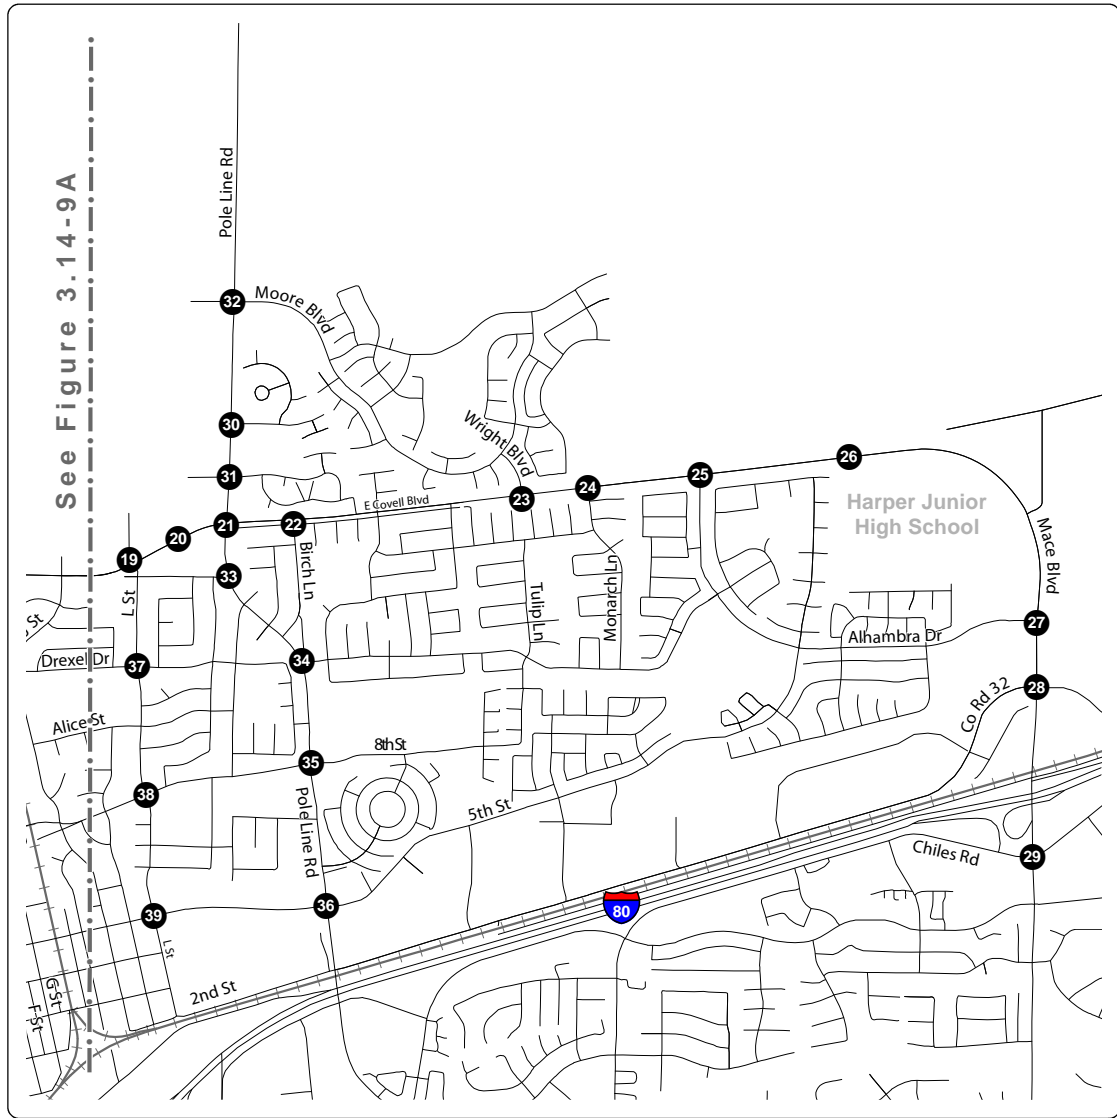 See Figure 3.14-9A
Pole Line Rd
32
Moore Blvd
30
Wright Blvd
31
26
25
24
23
E Covell Blvd
21
22
20
19
Harper Junior
High School
Mace Blvd
33
Birch Ln
L St
Tulip Ln
Monarch Ln
St
27
Alhambra Dr
Drexel Dr
37
34
28
Co Rd 32
Alice St
8th St
35
38
Pole Line Rd
5th St
Chiles Rd
29
36
39
80
L St
G St
F St
2nd St